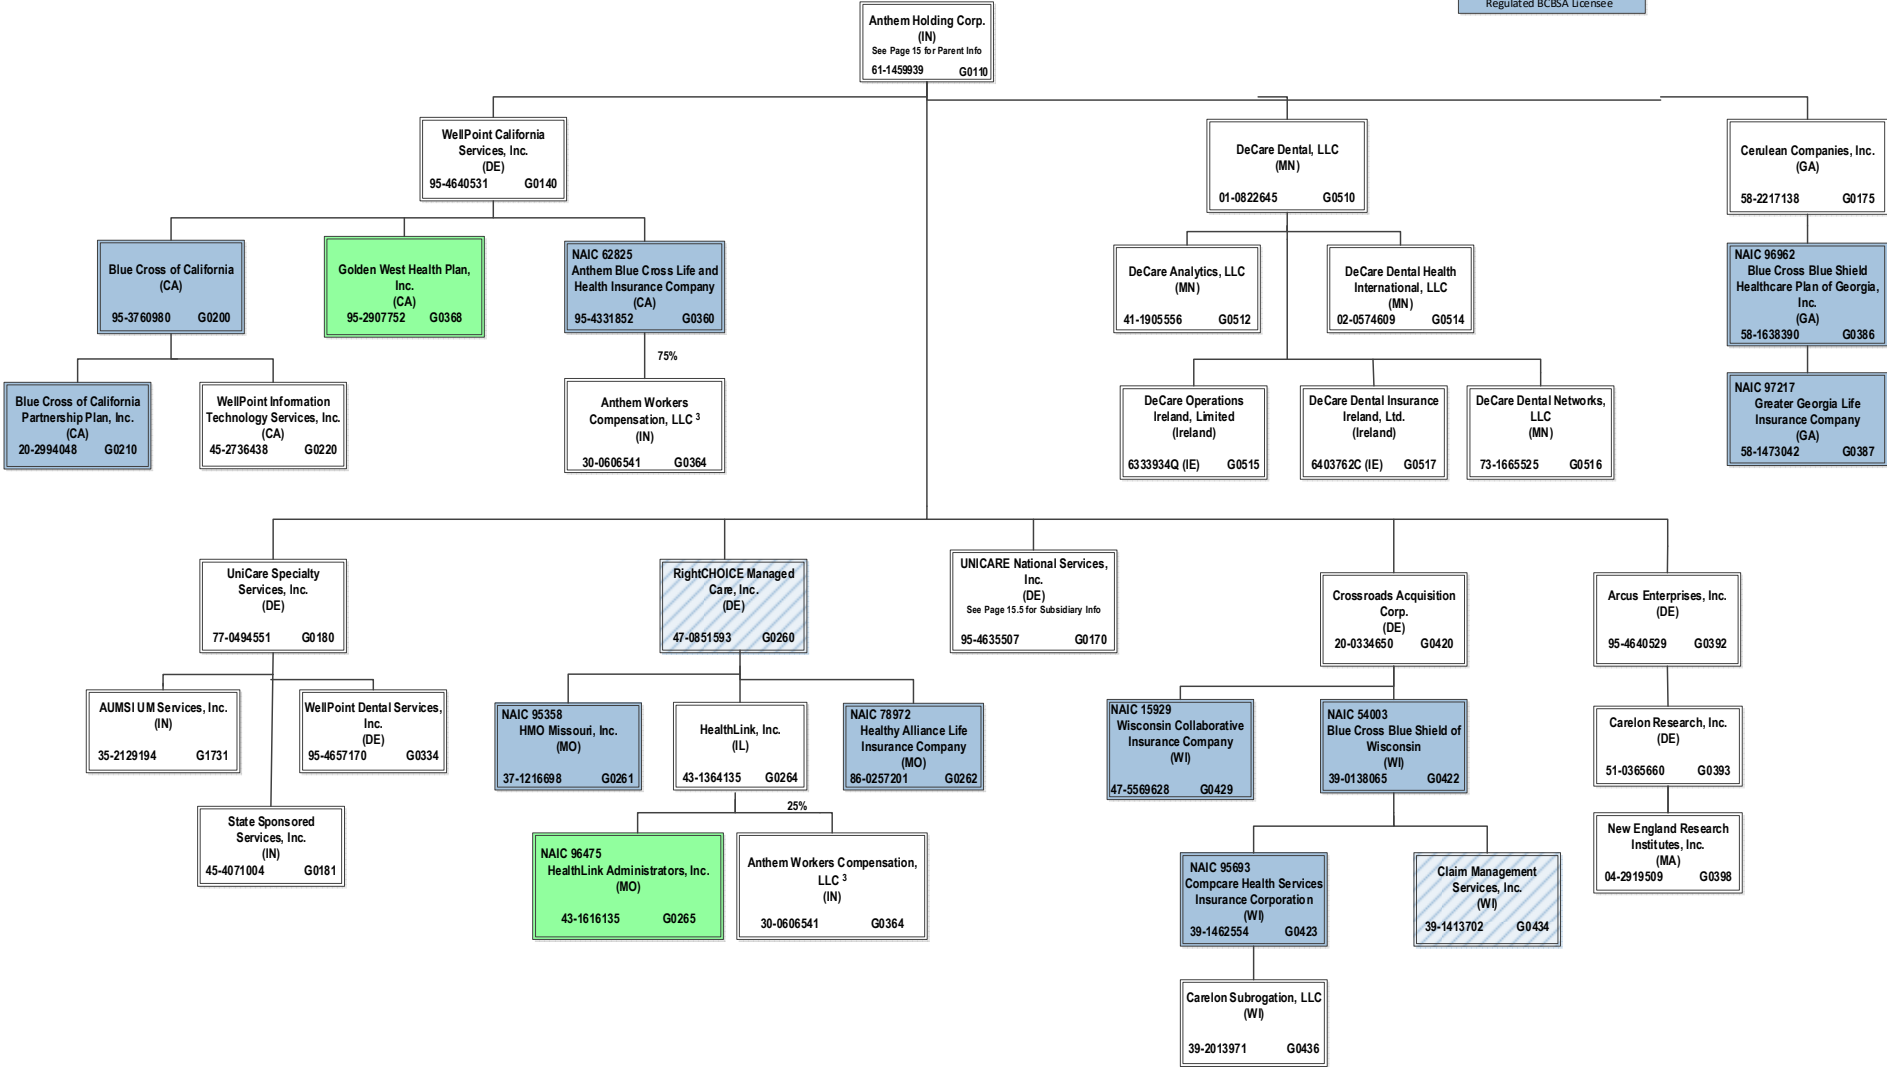 Regulated BCBSA Licensee
Anthem Holding Corp.
(IN)
See Page 15 for Parent Info
61-1459939 G0110
WellPoint California
Services, Inc.
(DE)
95-4640531 G0140
DeCare Dental, LLC
(MN)
01-0822645 G0510
Cerulean Companies, Inc.
(GA)
58-2217138 G0175
Blue Cross of California
(CA)
95-3760980 G0200
Golden West Health Plan,
Inc.
(CA)
95-2907752 G0368
NAIC 62825
Anthem Blue Cross Life and
Health Insurance Company
(CA)
95-4331852 G0360
DeCare Analytics, LLC
(MN)
41-1905556 G0512
DeCare Dental Health
International, LLC
(MN)
02-0574609 G0514
NAIC 96962
Blue Cross Blue Shield
Healthcare Plan of Georgia,
Inc.
(GA)
58-1638390 G0386
75%
Blue Cross of California
Partnership Plan, Inc.
(CA)
20-2994048 G0210
WellPoint Information
Technology Services, Inc.
(CA)
45-2736438 G0220
Anthem Workers
Compensation, LLC 3
(IN)
30-0606541 G0364
DeCare Operations
Ireland, Limited
(Ireland)
6333934Q (IE) G0515
DeCare Dental Insurance
Ireland, Ltd.
(Ireland)
6403762C (IE) G0517
DeCare Dental Networks,
LLC
(MN)
73-1665525 G0516
NAIC 97217
Greater Georgia Life
Insurance Company
(GA)
58-1473042 G0387
UniCare Specialty
Services, Inc.
(DE)
77-0494551 G0180
RightCHOICE Managed
Care, Inc.
(DE)
47-0851593 G0260
UNICARE National Services,
Inc.
(DE)
See Page 15.5 for Subsidiary Info
95-4635507 G0170
Crossroads Acquisition
Corp.
(DE)
20-0334650 G0420
Arcus Enterprises, Inc.
(DE)
95-4640529 G0392
AUMSI UM Services, Inc.
(IN)
35-2129194 G1731
WellPoint Dental Services,
Inc.
(DE)
95-4657170 G0334
NAIC 95358
HMO Missouri, Inc.
(MO)
37-1216698 G0261
HealthLink, Inc.
(IL)
43-1364135 G0264
NAIC 78972
Healthy Alliance Life
Insurance Company
(MO)
86-0257201 G0262
NAIC 15929
Wisconsin Collaborative
Insurance Company
(WI)
47-5569628 G0429
NAIC 54003
Blue Cross Blue Shield of
Wisconsin
(WI)
39-0138065 G0422
Carelon Research, Inc.
(DE)
51-0365660 G0393
State Sponsored
Services, Inc.
(IN)
45-4071004 G0181
25%
NAIC 96475
HealthLink Administrators, Inc.
(MO)
43-1616135 G0265
Anthem Workers Compensation,
LLC 3
(IN)
30-0606541 G0364
NAIC 95693
Compcare Health Services
Insurance Corporation
(WI)
39-1462554 G0423
Claim Management
Services, Inc.
(WI)
39-1413702 G0434
New England Research
Institutes, Inc.
(MA)
04-2919509 G0398
Carelon Subrogation, LLC
(WI)
39-2013971 G0436